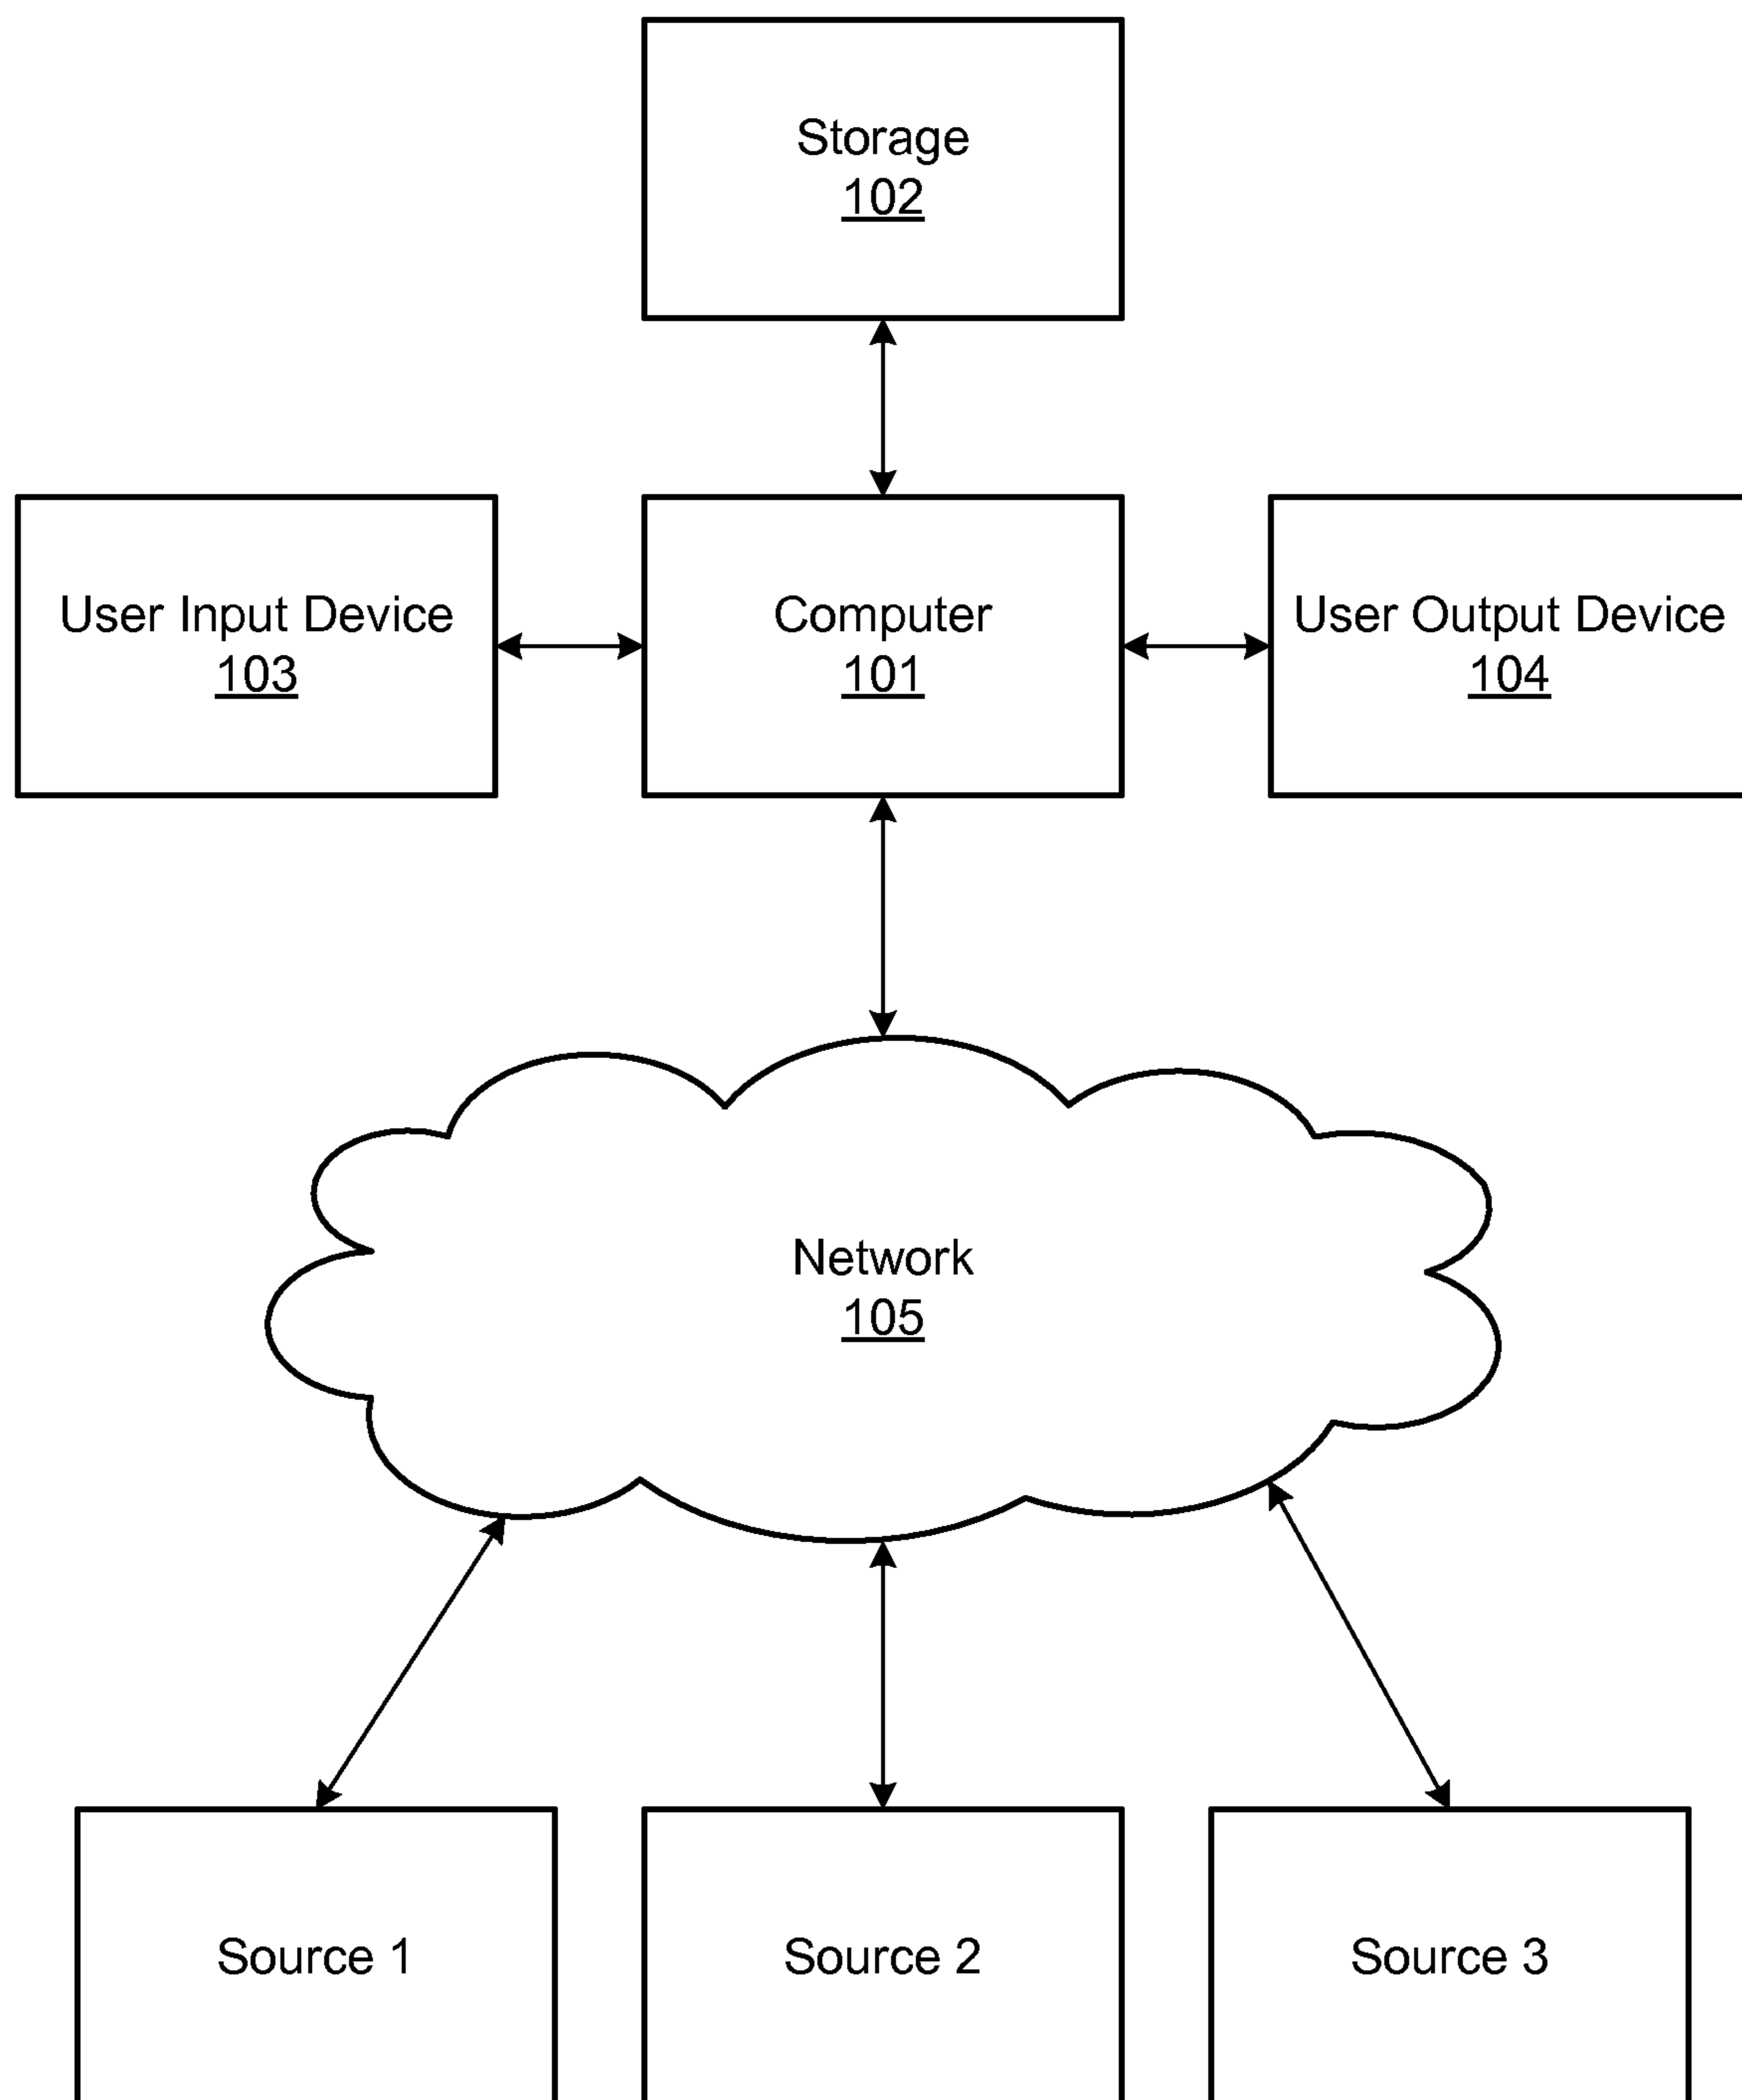 Storage
102
User Input Device
103
Computer
101
User Output Device
104
Network
105
Source 1
Source 2
Source 3